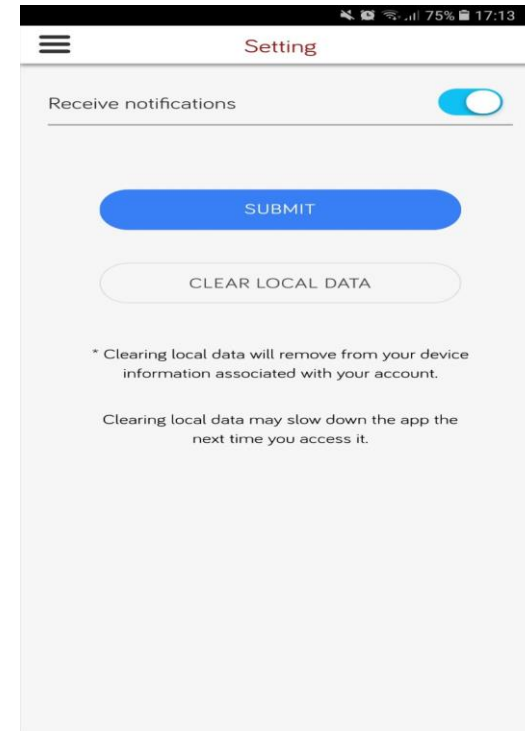 75% 17:13
Setting
Receive notifications
SUBMIT
CLEAR LOCAL DATA
* Clearing local data will remove from your device
information associated with your account.
Clearing local data may slow down the app the
next time you access it.